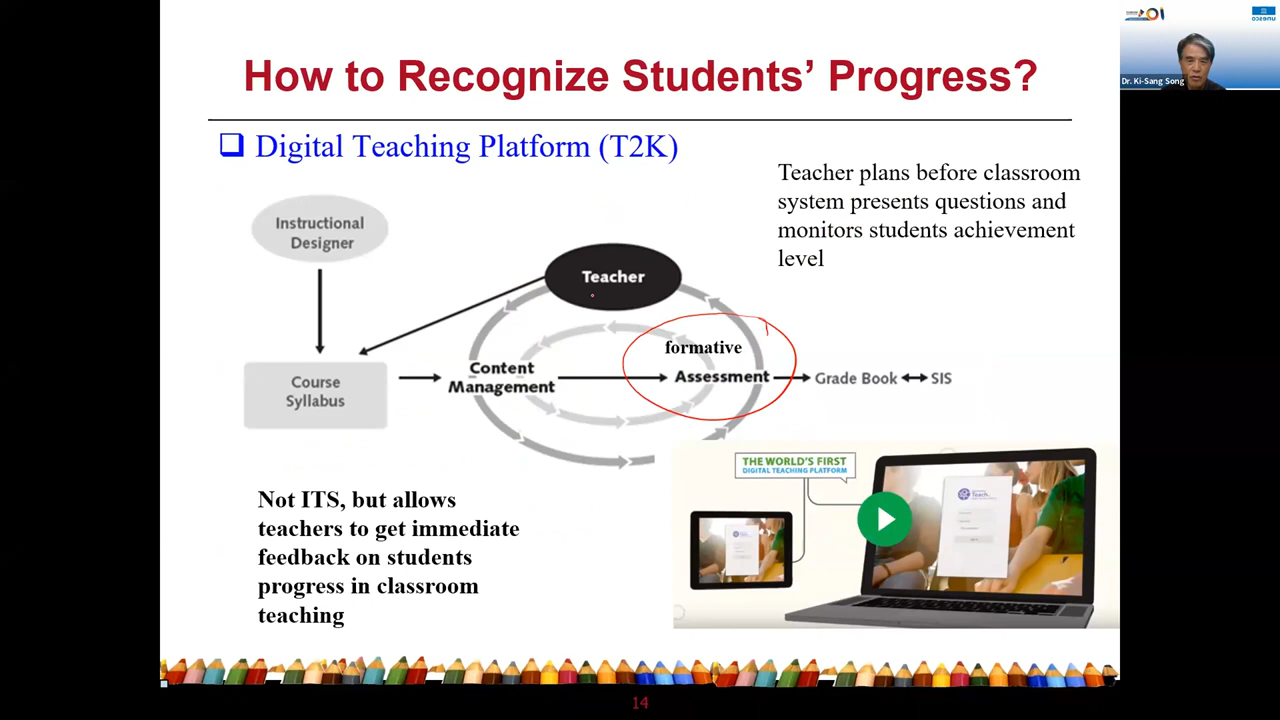 How to Recognize Students’ Progress?
❑ Digital Teaching Platform (T2K)
Teacher plans before classroom
system presents questions and
monitors students achievement
level
Instructional
Designer
Teacher
formative
Content
Management
Assessment
Grade Book
SIS
Course
Syllabus
THE WORLD'S FIRST
DIGITAL TEACHING PLATFORM
Teach
Not ITS, but allows
teachers to get immediate
feedback on students
progress in classroom
teaching
Dr. Ki-Sang Song
unesco
14